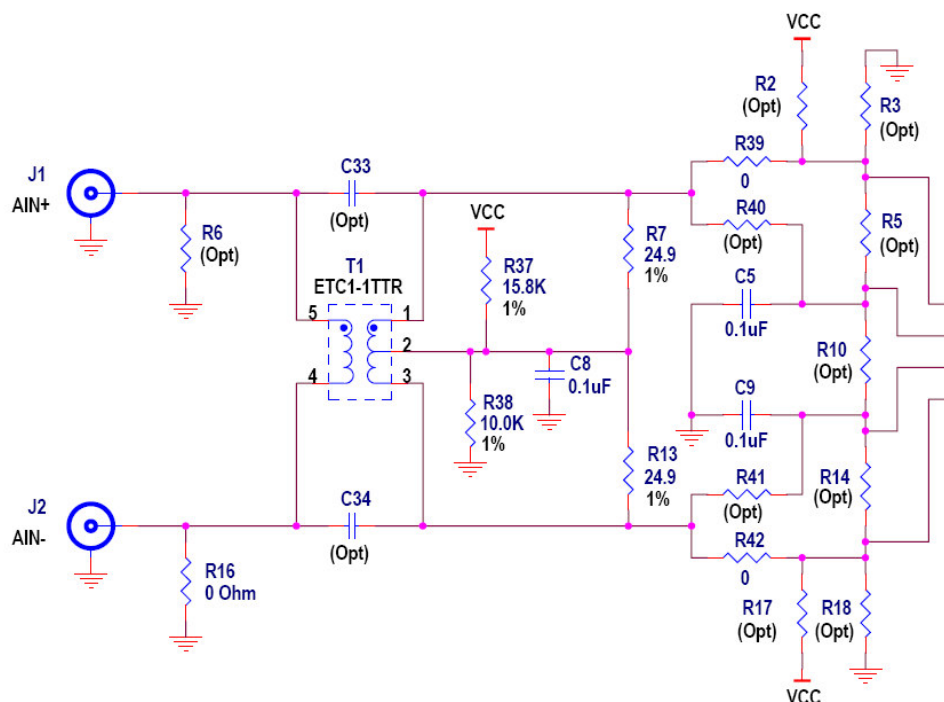 VCC
R2
(Opt)
R3
(Opt)
J1
AIN+
C33
(Opt)
R39
0
R6
(Opt)
VCC
R40
(Opt)
R7
24.9
1%
R5
(Opt)
T1
ETC1-1TTR
R37
15.8K
1%
C5
0.1uF
5
1
2
4
3
C8
0.1uF
R10
(Opt)
R38
10.0K
1%
C9
0.1uF
R13
24.9
1%
R41
(Opt)
R14
(Opt)
J2
AIN-
C34
(Opt)
R42
0
R16
0 Ohm
R17
(Opt)
R18
(Opt)
VCC